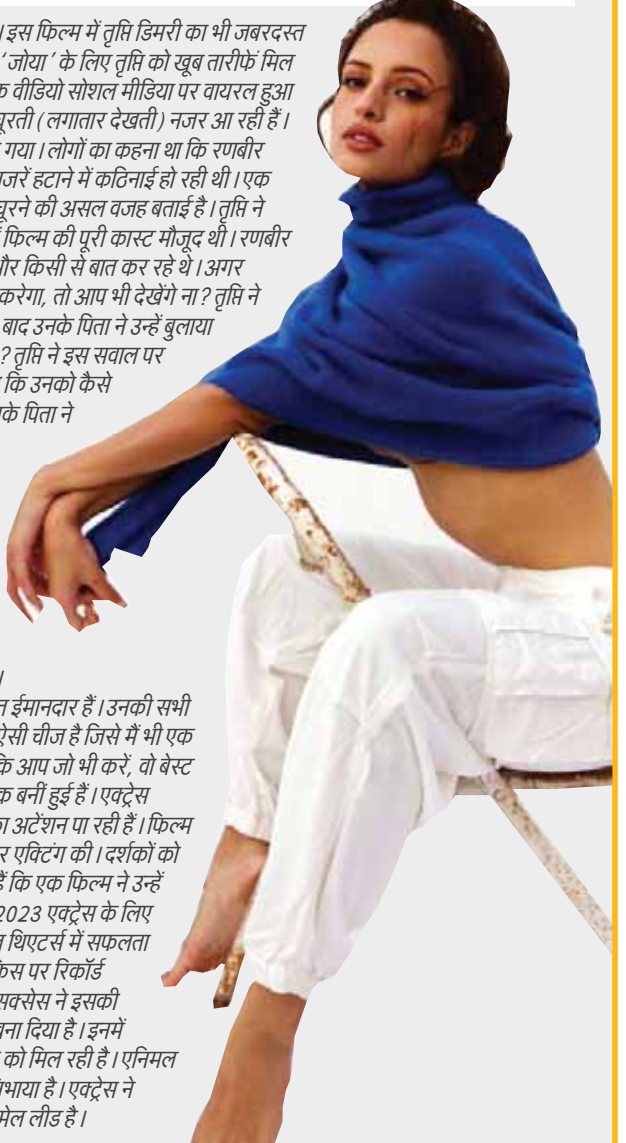 । इस फिल्म में तृप्ति डिमरी का भी जबरदस्त
‘जोया’ के लिए तृप्ति को खूब तारीफें मिल
वीडियो सोशल मीडिया पर वायरल हुआ
(लगातार देखती) नजर आ रही हैं।
गया। लोगों का कहना था कि रणबीर
हटाने में कठिनाई हो रही थी। एक
घूरने की असल वजह बताई है। तृप्ति ने
फिल्म की पूरी कास्ट मौजूद थी। रणबीर
और किसी से बात कर रहे थे। अगर
करेगा, तो आप भी देखेंगे ना? तृप्ति ने
बाद उनके पिता ने उन्हें बुलाया
? तृप्ति ने इस सवाल पर
कि उनको कैसे
के पिता ने
।
ईमानदार हैं। उनकी सभी
ऐसी चीज है जिसे मैं भी एक
कि आप जो भी करें, वो बेस्ट
बनीं हुई हैं। एक्ट्रेस
अटेंशन पा रही हैं। फिल्म
एक्टिंग की। दर्शकों को
हैं कि एक फिल्म ने उन्हें
2023 एक्ट्रेस के लिए
थिएटर्स में सफलता
पर रिकॉर्ड
सक्सेस ने इसकी
बना दिया है। इनमें
को मिल रही है। एनिमल
निभाया है। एक्ट्रेस ने
लीड है।